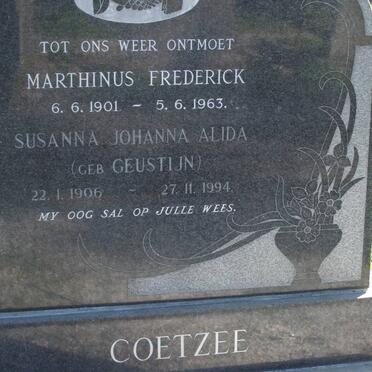 TOT ONS WEER ONTMOET
MARTHINUS FREDERICK
6. 6. 1901 – 5. 6. 1963.
SUSANNA JOHANNA ALIDA
(GEB GEUSTIJN)
22. 1. 1906 – 27. 11. 1994.
MY OOG SAL OP JULLE WEES.
COETZEE